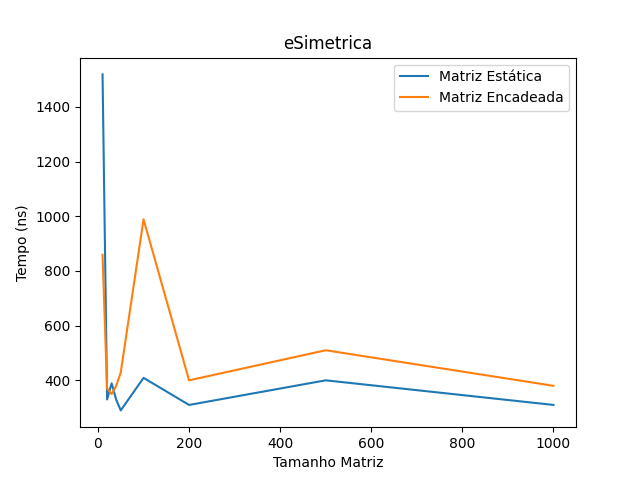 eSimetrica
Matriz Estática
Matriz Encadeada
Tempo (ns)
1400
1200
1000
800
600
400
0 200 400 600 800 1000
Tamanho Matriz